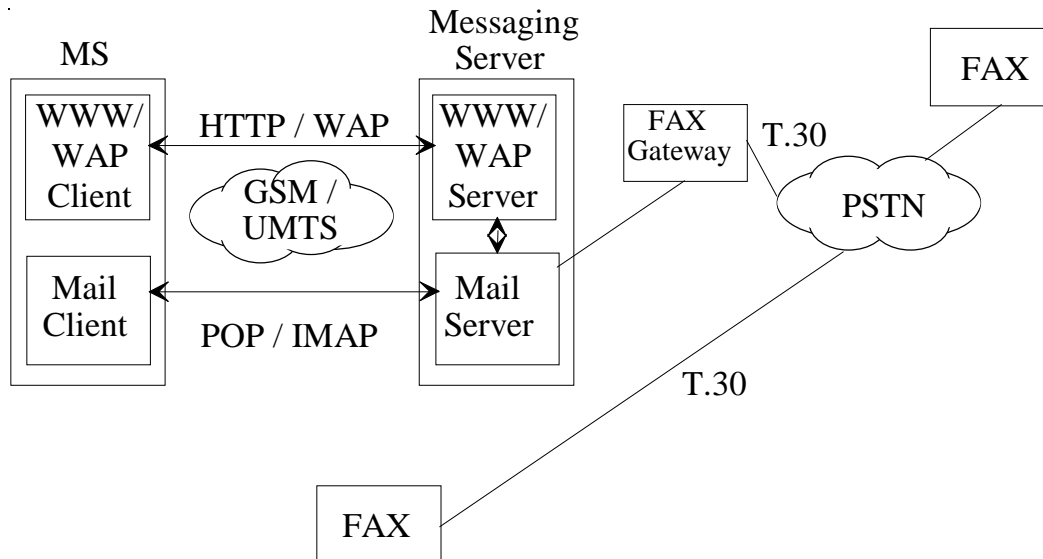 MS
WWW/
WAP
Client
Mail
Client
HTTP / WAP
GSM /
UMTS
POP / IMAP
Messaging
Server
WWW/
WAP
Server
Mail
Server
FAX
Gateway
T.30
PSTN
FAX
T.30
FAX